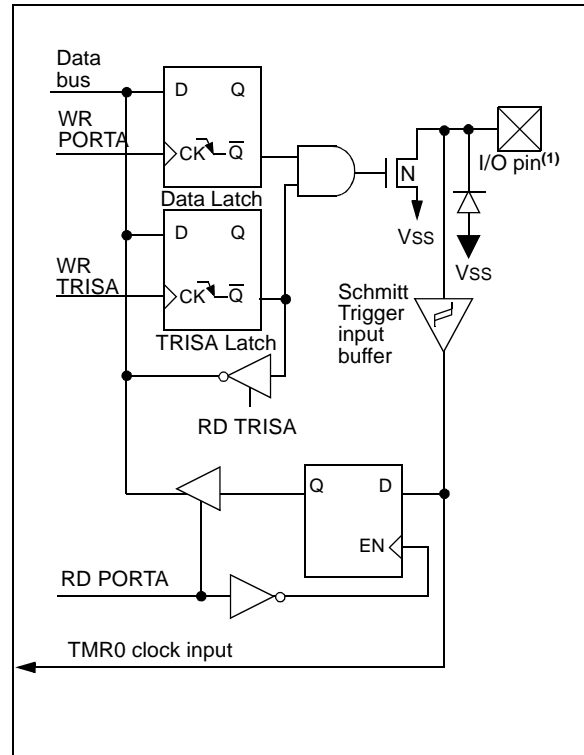 Data
bus
D Q
WR
PORTA
CK Q̅
I/O pin(1)
N
Data Latch
VSS
D Q
VSS
WR
TRISA
CK Q̅
Schmitt
Trigger
input
buffer
TRISA Latch
RD TRISA
Q D
EN
RD PORTA
TMR0 clock input